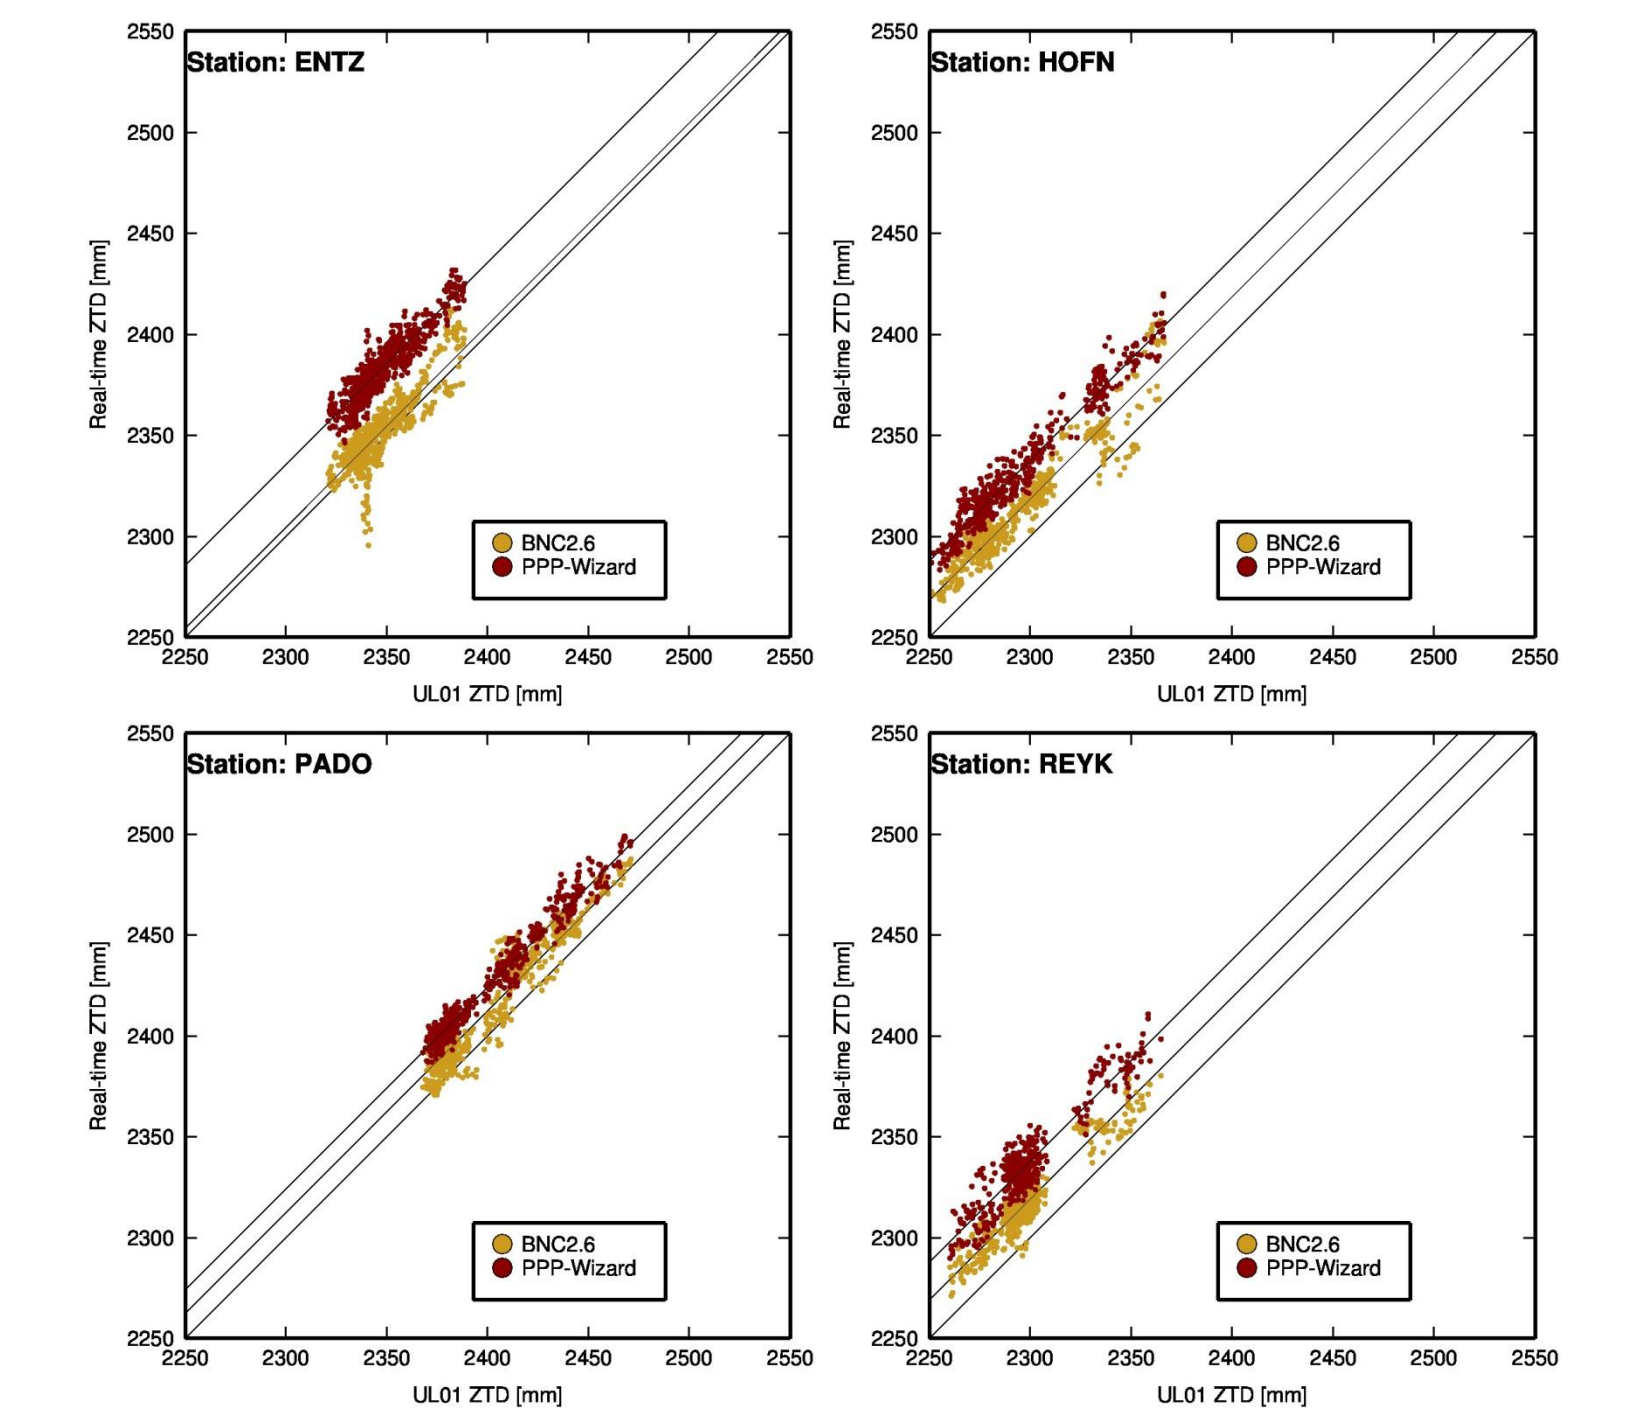 Station: ENTZ
Real-time ZTD [mm]
2550
2500
2450
2400
2350
2300
2250
BNC2.6
PPP-Wizard
2250 2300 2350 2400 2450 2500 2550
UL01 ZTD [mm]
Station: HOFN
Real-time ZTD [mm]
2550
2500
2450
2400
2350
2300
2250
BNC2.6
PPP-Wizard
2250 2300 2350 2400 2450 2500 2550
UL01 ZTD [mm]
Station: PADO
Real-time ZTD [mm]
2550
2500
2450
2400
2350
2300
2250
BNC2.6
PPP-Wizard
2250 2300 2350 2400 2450 2500 2550
UL01 ZTD [mm]
Station: REYK
Real-time ZTD [mm]
2550
2500
2450
2400
2350
2300
2250
BNC2.6
PPP-Wizard
2250 2300 2350 2400 2450 2500 2550
UL01 ZTD [mm]